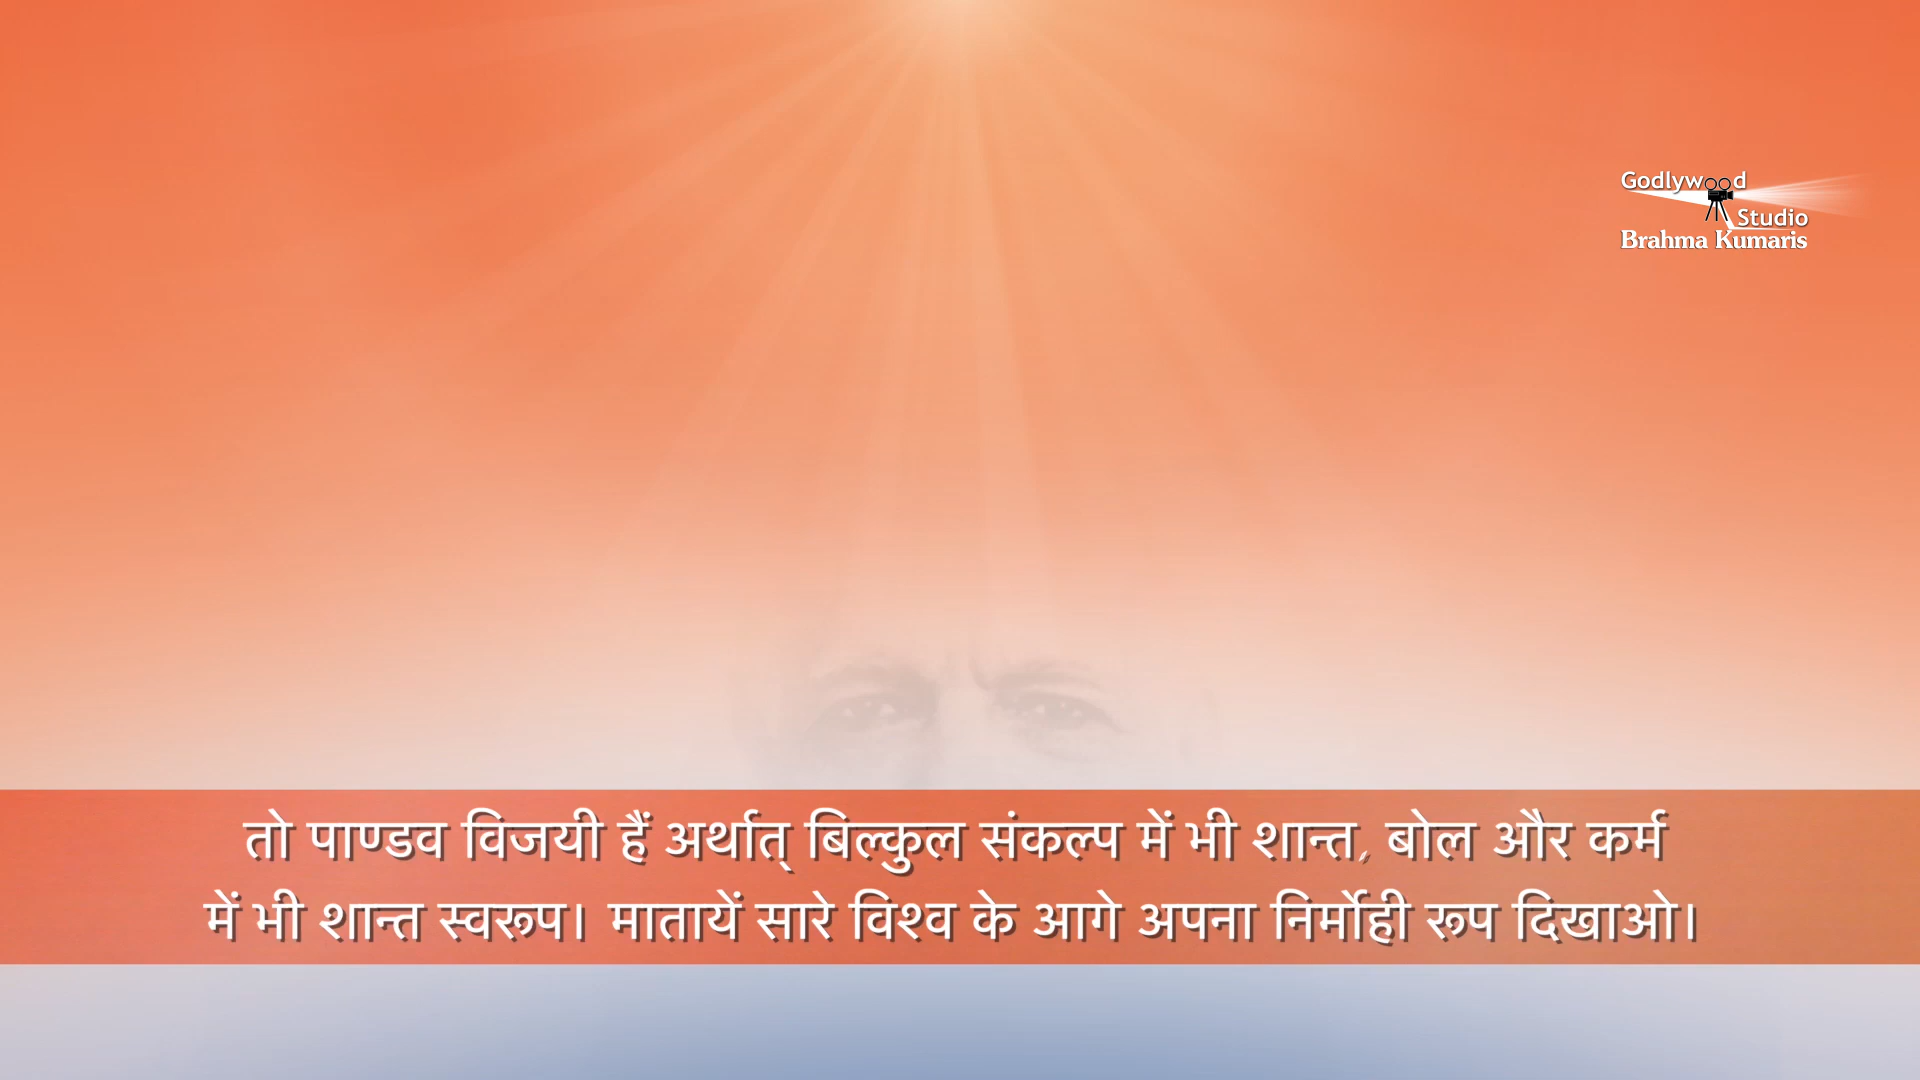 Godlywood
Studio
Brahma Kumaris
तो पाण्डव विजयी हैं अर्थात् बिल्कुल संकल्प में भी शान्त, बोल और कर्म
में भी शान्त स्वरूप। मातायें सारे विश्व के आगे अपना निर्मोही रूप दिखाओ।